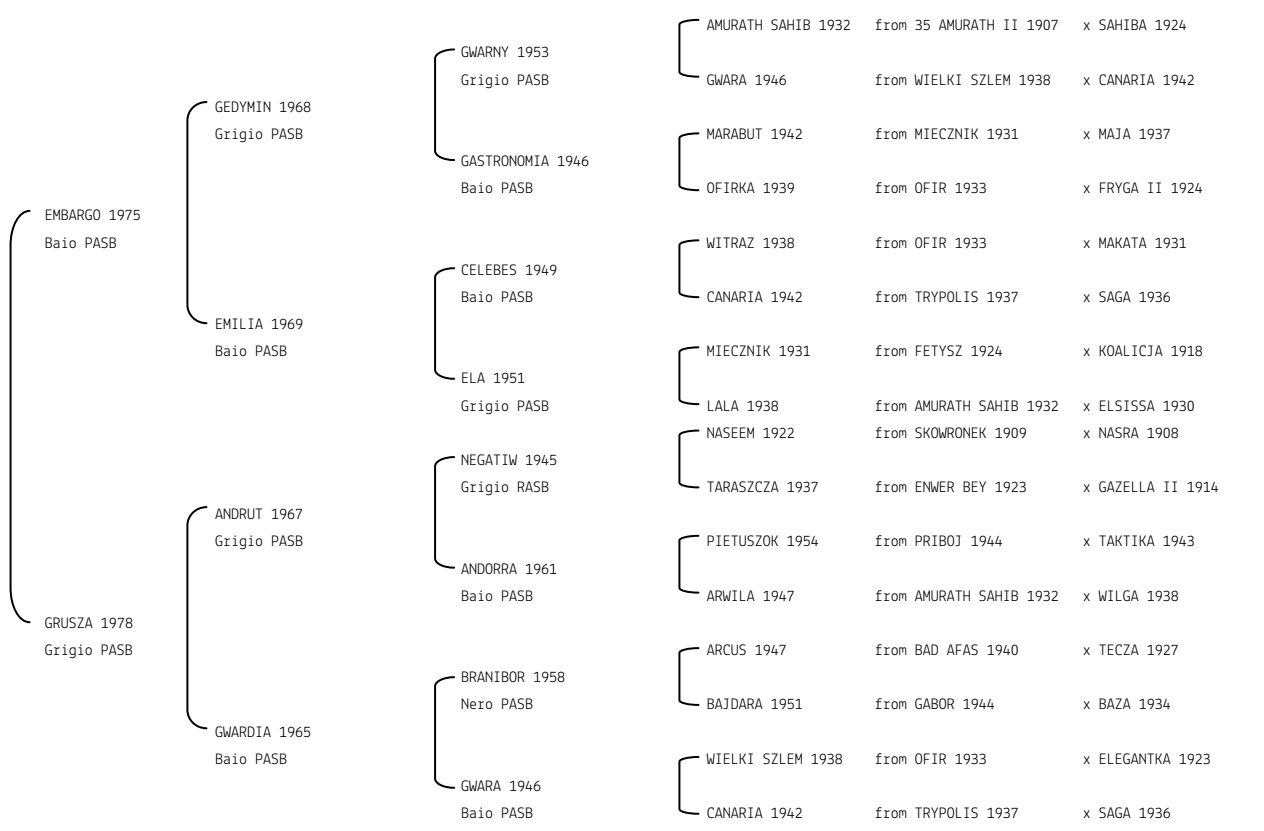 AMURATH SAHIB 1932 from 35 AMURATH II 1907 x SAHIBA 1924
GWARNY 1953
Grigio PASB
GWARA 1946 from WIELKI SZLEM 1938 x CANARIA 1942
GEDYMIN 1968
Grigio PASB
MARABUT 1942 from MIECZNIK 1931 x MAJA 1937
GASTRONOMIA 1946
Baio PASB
OFIRKA 1939 from OFIR 1933 x FRYGA II 1924
EMBARGO 1975
Baio PASB
WITRAZ 1938 from OFIR 1933 x MAKATA 1931
CELEBES 1949
Baio PASB
CANARIA 1942 from TRYPOLIS 1937 x SAGA 1936
EMILIA 1969
Baio PASB
MIECZNIK 1931 from FETYSZ 1924 x KOALICJA 1918
ELA 1951
Grigio PASB
LALA 1938 from AMURATH SAHIB 1932 x ELSISSA 1930
NASEEM 1922 from SKOWRONEK 1909 x NASRA 1908
NEGATIW 1945
Grigio RASB
TARASZCZA 1937 from ENWER BEY 1923 x GAZELLA II 1914
ANDRUT 1967
Grigio PASB
PIETUSZOK 1954 from PRIBOJ 1944 x TAKTIKA 1943
ANDORRA 1961
Baio PASB
ARWILA 1947 from AMURATH SAHIB 1932 x WILGA 1938
GRUSZA 1978
Grigio PASB
ARCUS 1947 from BAD AFAS 1940 x TECZA 1927
BRANIBOR 1958
Nero PASB
BAJDARA 1951 from GABOR 1944 x BAZA 1934
GWARDIA 1965
Baio PASB
WIELKI SZLEM 1938 from OFIR 1933 x ELEGANTKA 1923
GWARA 1946
Baio PASB
CANARIA 1942 from TRYPOLIS 1937 x SAGA 1936